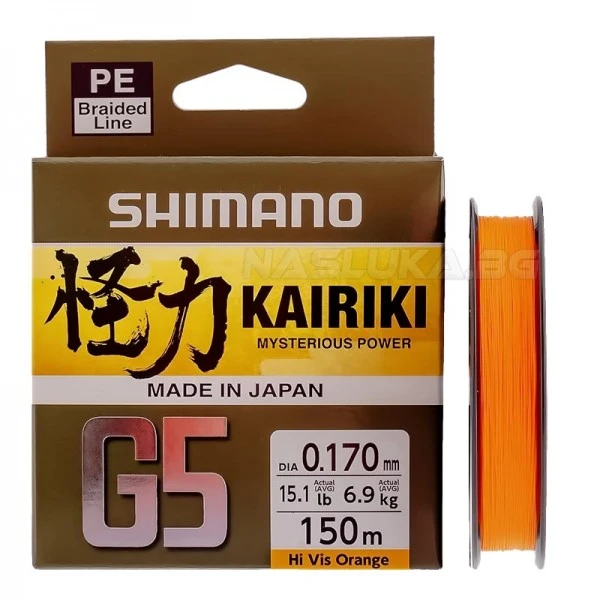 PE
Braided
Line
SHIMANO
NASLUKA.BG
怪力 KAIRIKI
MYSTERIOUS POWER
MADE IN JAPAN
G5
DIA 0.170 mm
15.1 Actual (AVG) lb 6.9 Actual (AVG) kg
150m
Hi Vis Orange